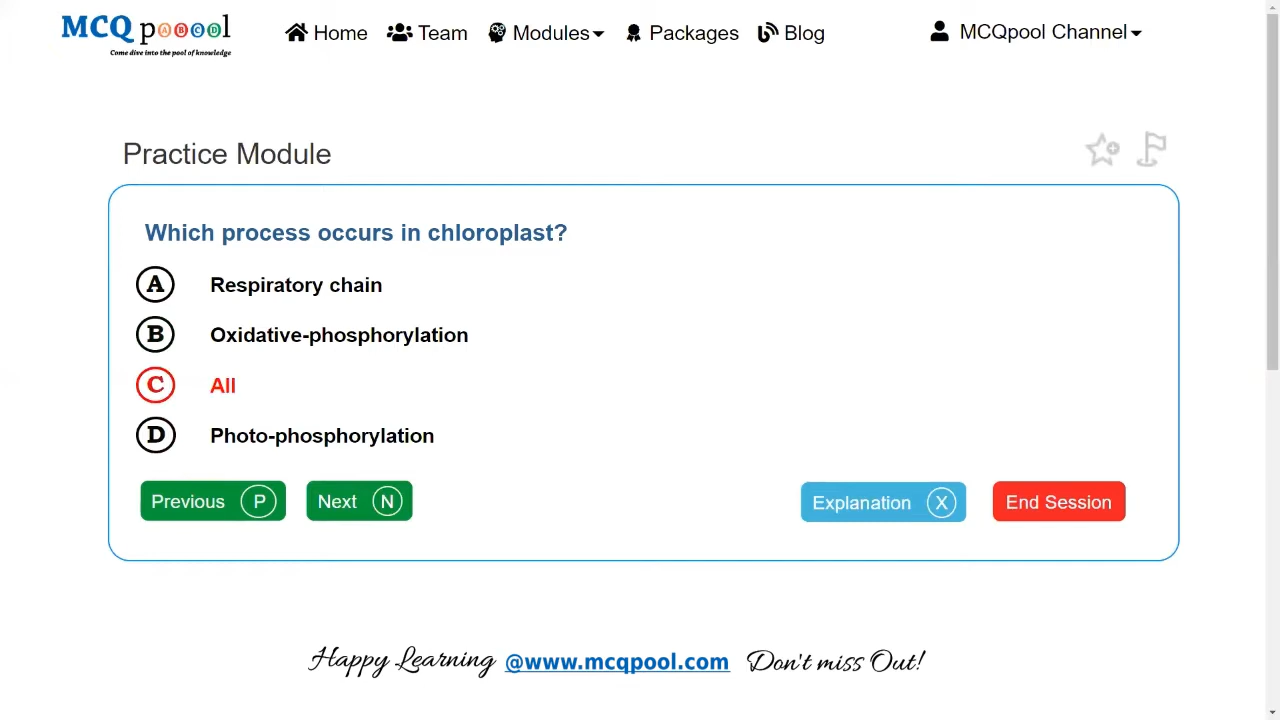 MCQ pooool
A B C D
Come dive into the pool of knowledge
Home Team Modules Packages Blog MCQpool Channel
Practice Module
Which process occurs in chloroplast?
A Respiratory chain
B Oxidative-phosphorylation
C All
D Photo-phosphorylation
Previous P Next N Explanation X End Session
Happy Learning @www.mcqpool.com Don't miss Out!